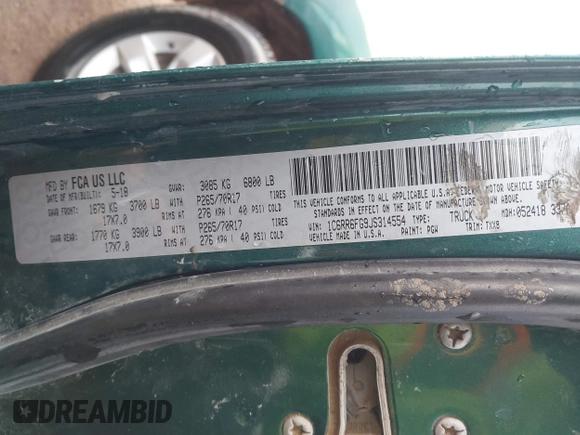 MFD BY FCA US LLC
DATE OF MFR(BUILT): 5-18 GVWR: 3085 KG 6800 LB
GAWR FRONT 1679 KG 3700 LB WITH P265/70R17 TIRES
17X7.0 RIMS AT 276 KPA ( 40 PSI) COLD
GAWR REAR: 1770 KG 3900 LB WITH P265/70R17 TIRES
17X7.0 RIMS AT 276 KPA ( 40 PSI) COLD
THIS VEHICLE CONFORMS TO ALL APPLICABLE U.S.A. FEDERAL MOTOR VEHICLE SAFETY
STANDARDS IN EFFECT ON THE DATE OF MANUFACTURE SHOWN ABOVE.
VIN: 1C6RR6FG9JS314554 TYPE: TRUCK MDH: 052418
VEHICLE MADE IN U.S.A. PAINT: PGW TRIM: TXX8
DREAMBID